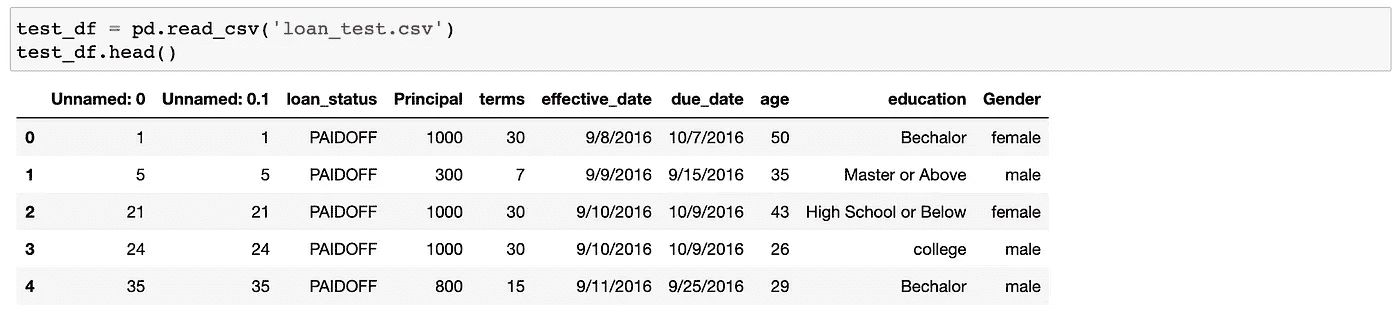 test_df = pd.read_csv('loan_test.csv')
test_df.head()
Unnamed: 0 Unnamed: 0.1 loan_status Principal terms effective_date due_date age education Gender
0 1 1 PAIDOFF 1000 30 9/8/2016 10/7/2016 50 Bechalor female
1 5 5 PAIDOFF 300 7 9/9/2016 9/15/2016 35 Master or Above male
2 21 21 PAIDOFF 1000 30 9/10/2016 10/9/2016 43 High School or Below female
3 24 24 PAIDOFF 1000 30 9/10/2016 10/9/2016 26 college male
4 35 35 PAIDOFF 800 15 9/11/2016 9/25/2016 29 Bechalor male